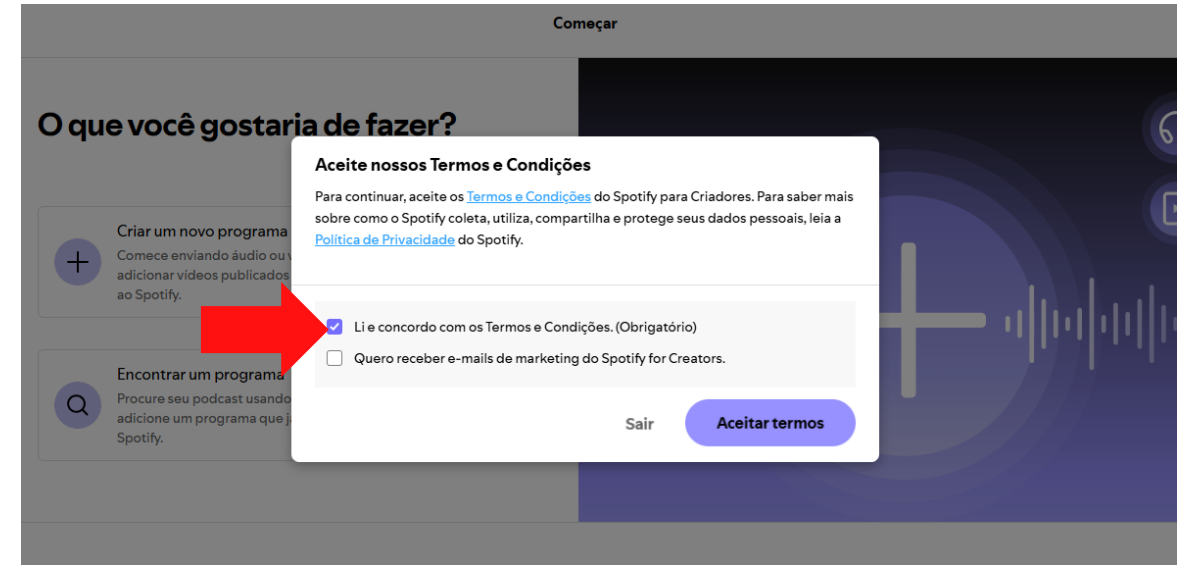 Começar
O que você gostaria de fazer?
Aceite nossos Termos e Condições
Para continuar, aceite os Termos e Condições do Spotify para Criadores. Para saber mais
sobre como o Spotify coleta, utiliza, compartilha e protege seus dados pessoais, leia a
Política de Privacidade do Spotify.
Criar um novo programa
Comece enviando áudio ou
adicionar vídeos publicados
ao Spotify.
Li e concordo com os Termos e Condições. (Obrigatório)
Quero receber e-mails de marketing do Spotify for Creators.
Encontrar um programa
Procure seu podcast usando
adicione um programa que
Spotify.
Sair
Aceitar termos